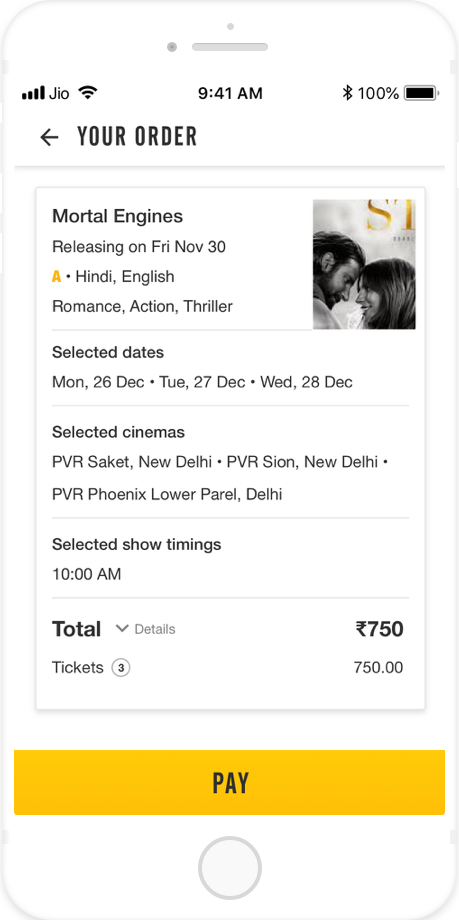 Jio 9:41 AM 100%
YOUR ORDER
Mortal Engines
Releasing on Fri Nov 30
A • Hindi, English
Romance, Action, Thriller
Selected dates
Mon, 26 Dec • Tue, 27 Dec • Wed, 28 Dec
Selected cinemas
PVR Saket, New Delhi • PVR Sion, New Delhi •
PVR Phoenix Lower Parel, Delhi
Selected show timings
10:00 AM
Total Details ₹750
Tickets 3 750.00
PAY